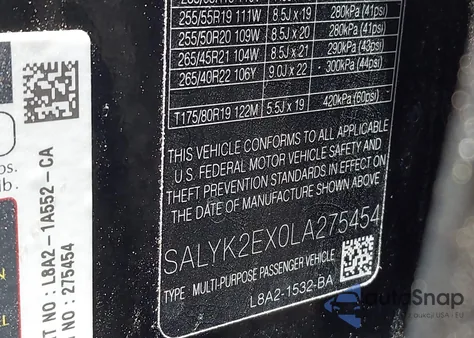 255/55R19 111W 8.5J x 19 280kPa (41psi)
255/50R20 109W 8.5J x 20 280kPa (41psi)
265/45R21 104W 8.5J x 21 290kPa (43psi)
265/40R22 106Y 9.0J x 22 300kPa (44psi)
T175/80R19 122M 5.5J x 19 420kPa (60psi)
THIS VEHICLE CONFORMS TO ALL APPLICABLE
U.S. FEDERAL MOTOR VEHICLE SAFETY AND
THEFT PREVENTION STANDARDS IN EFFECT ON
THE DATE OF MANUFACTURE SHOWN ABOVE.
SALYK2EX0LA275454
TYPE: MULTI-PURPOSE PASSENGER VEHICLE
L8A2-1532-BA
NO.: L8A2-1A552-CA
NO : 275454
AutoSnap